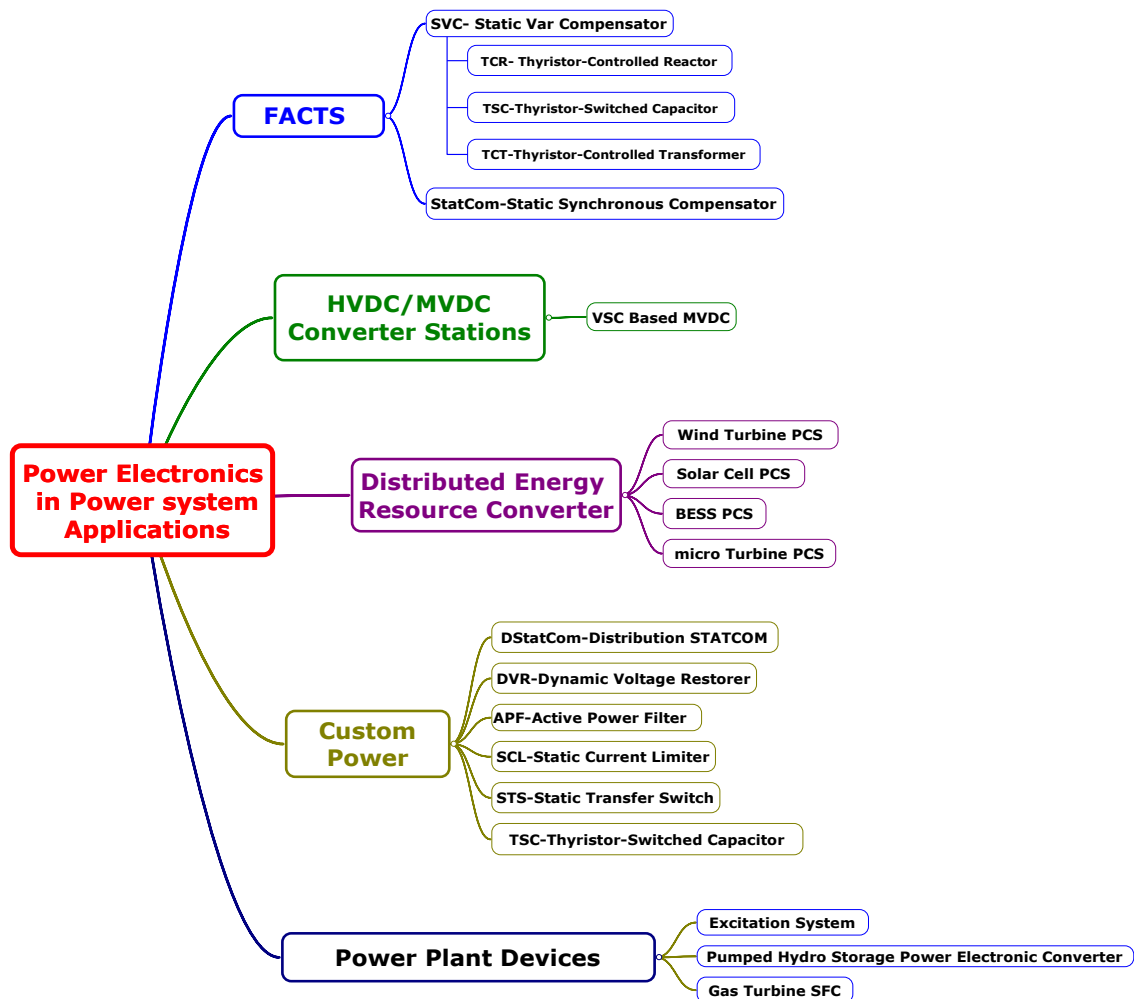 SVC- Static Var Compensator
TCR- Thyristor-Controlled Reactor
FACTS
TSC-Thyristor-Switched Capacitor
TCT-Thyristor-Controlled Transformer
StatCom-Static Synchronous Compensator
HVDC/MVDC
Converter Stations
VSC Based MVDC
Power Electronics
in Power system
Applications
Distributed Energy
Resource Converter
Wind Turbine PCS
Solar Cell PCS
BESS PCS
micro Turbine PCS
Custom
Power
DStatCom-Distribution STATCOM
DVR-Dynamic Voltage Restorer
APF-Active Power Filter
SCL-Static Current Limiter
STS-Static Transfer Switch
TSC-Thyristor-Switched Capacitor
Power Plant Devices
Excitation System
Pumped Hydro Storage Power Electronic Converter
Gas Turbine SFC